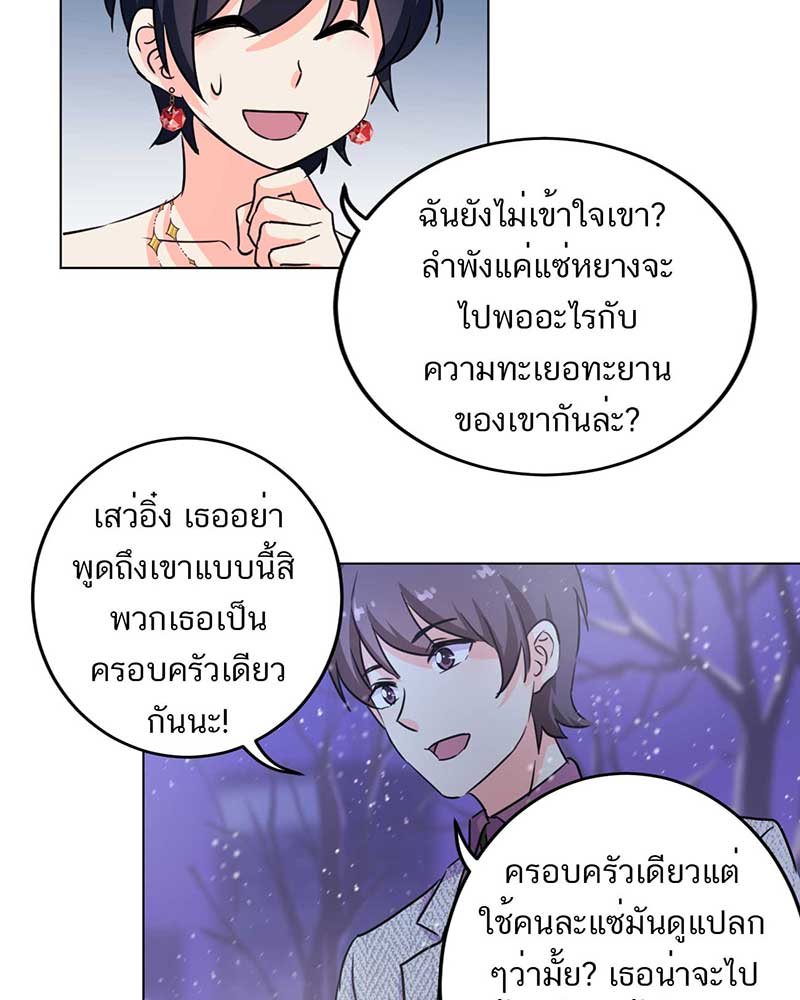 ฉันยังไม่เข้าใจเขา?
ลำพังแค่แซ่หยางจะ
ไปพออะไรกับ
ความทะเยอทะยาน
ของเขากันล่ะ?
เสว่อิ๋ง เธออย่า
พูดถึงเขาแบบนี้สิ
พวกเธอเป็น
ครอบครัวเดียว
กันนะ!
ครอบครัวเดียวแต่
ใช้คนละแซ่มันดูแปลก
ๆว่ามั้ย? เธอน่าจะไป